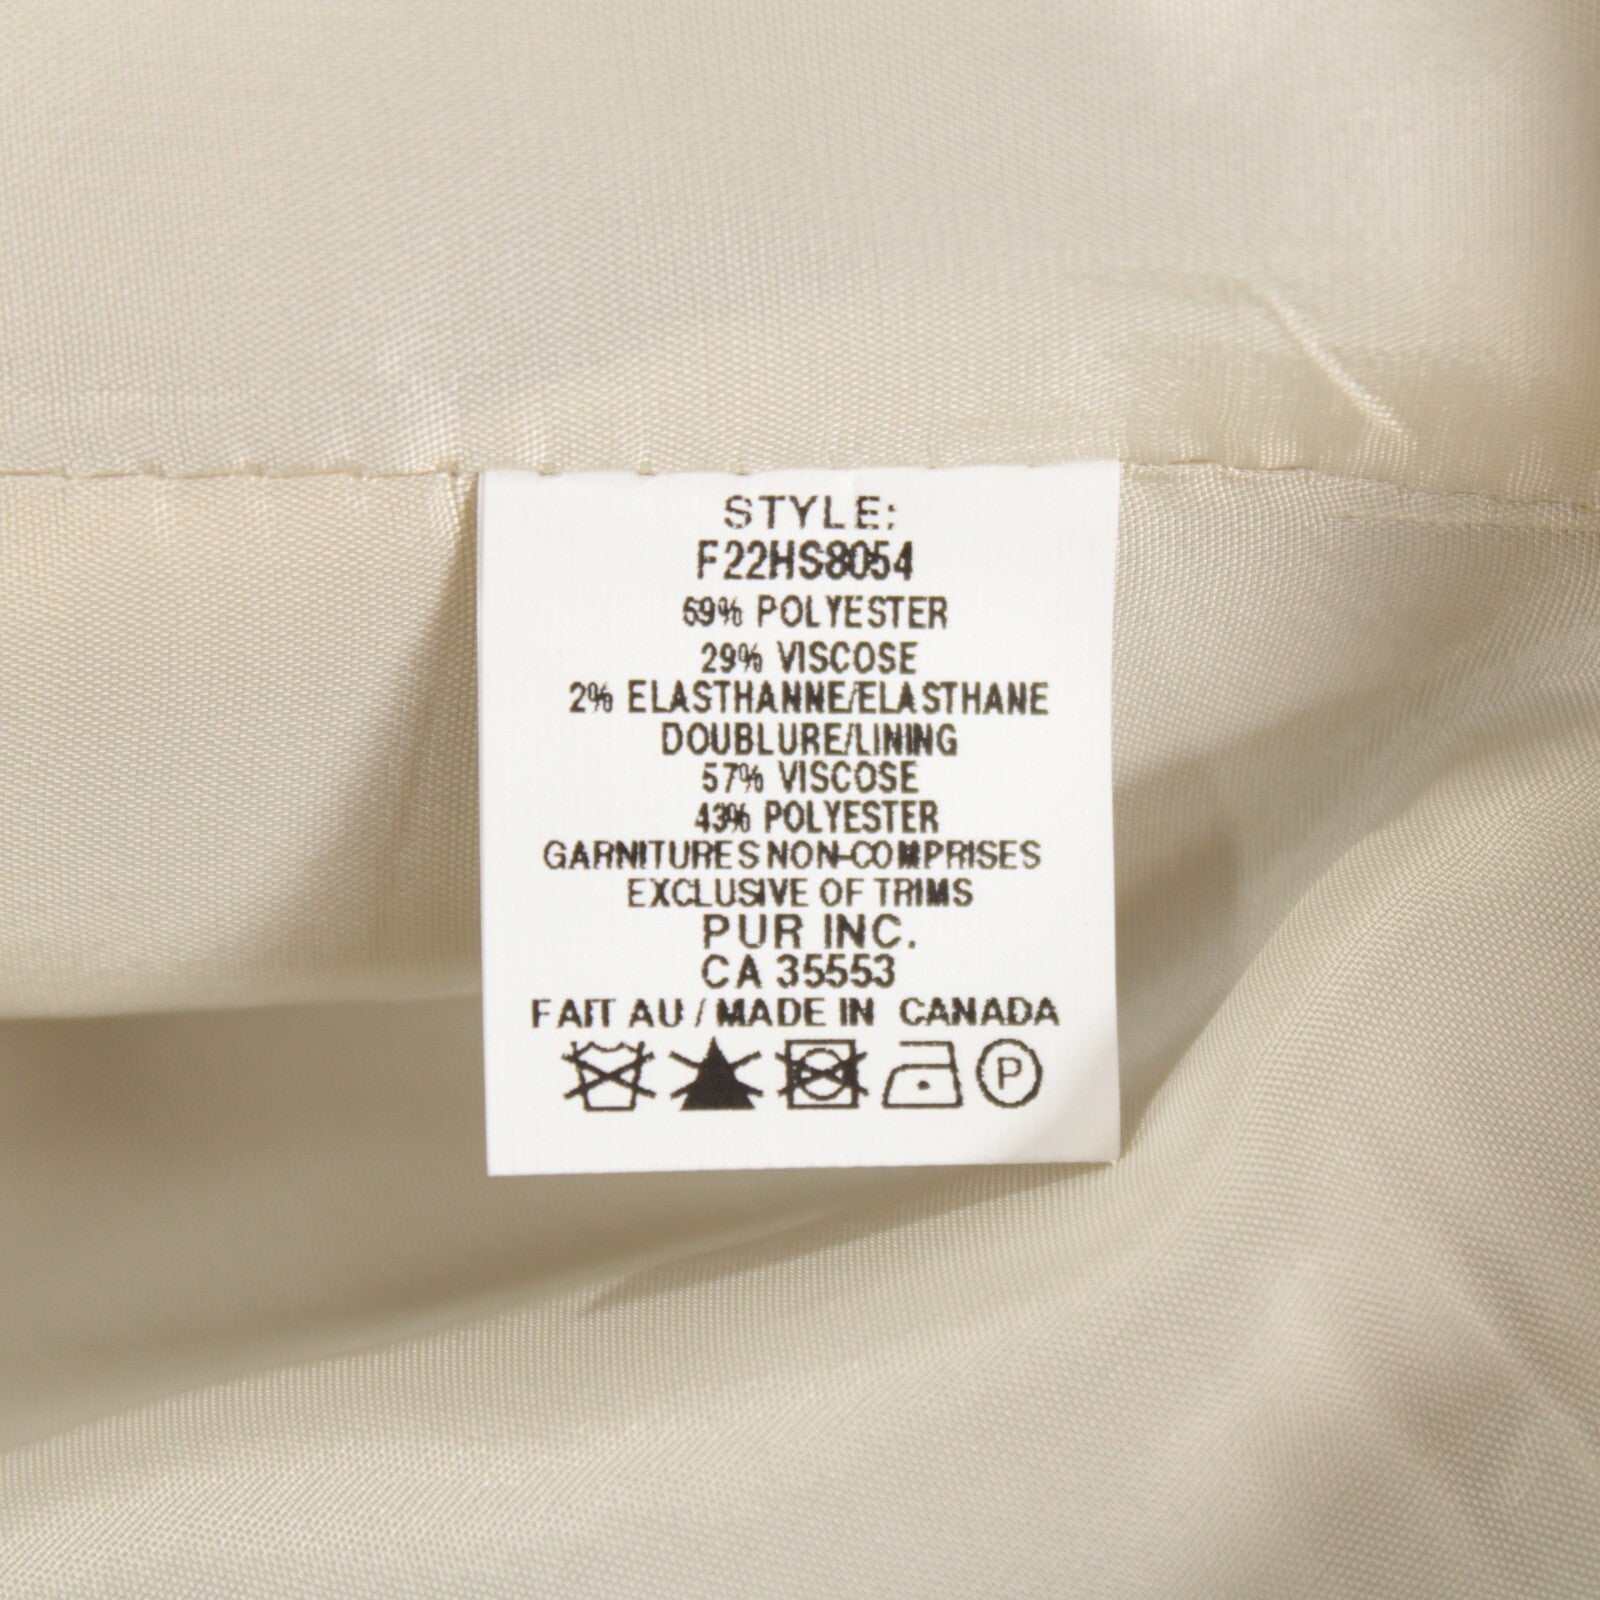 STYLE:
F22HS8054
69% POLYESTER
29% VISCOSE
2% ELASTHANNE/ELASTHANE
DOUBLURE/LINING
57% VISCOSE
43% POLYESTER
GARNITURES NON-COMPRISES
EXCLUSIVE OF TRIMS
PUR INC.
CA 35553
FAIT AU / MADE IN CANADA
P